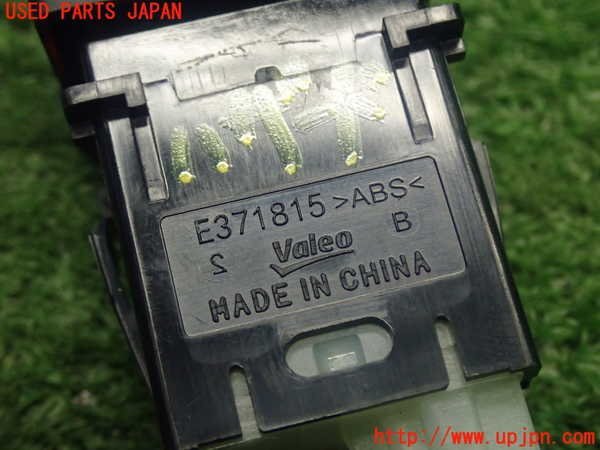 USED PARTS JAPAN
E371815 >ABS<
S Valeo B
MADE IN CHINA
http://www.upjpn.com/